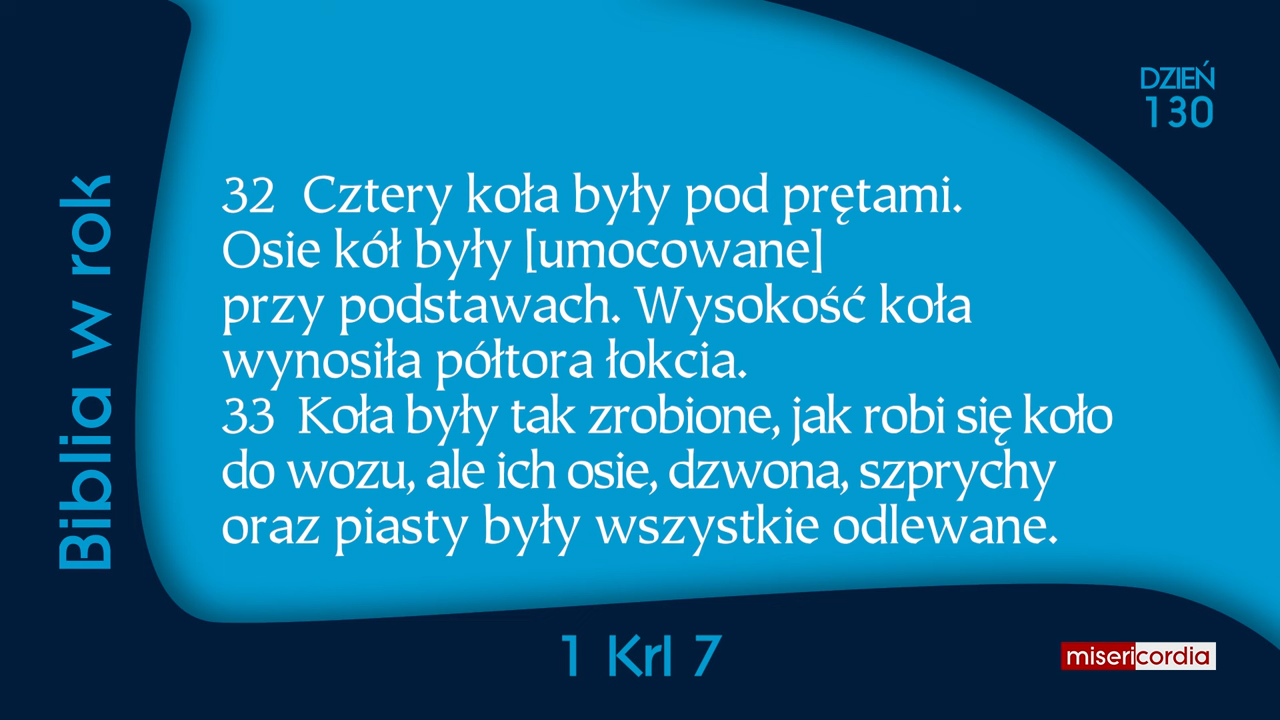 DZIEŃ
130
Biblia w rok
32 Cztery koła były pod prętami.
Osie kół były [umocowane]
przy podstawach. Wysokość koła
wynosiła półtora łokcia.
33 Koła były tak zrobione, jak robi się koło
do wozu, ale ich osie, dzwona, szprychy
oraz piasty były wszystkie odlewane.
1 Krl 7
misericordia